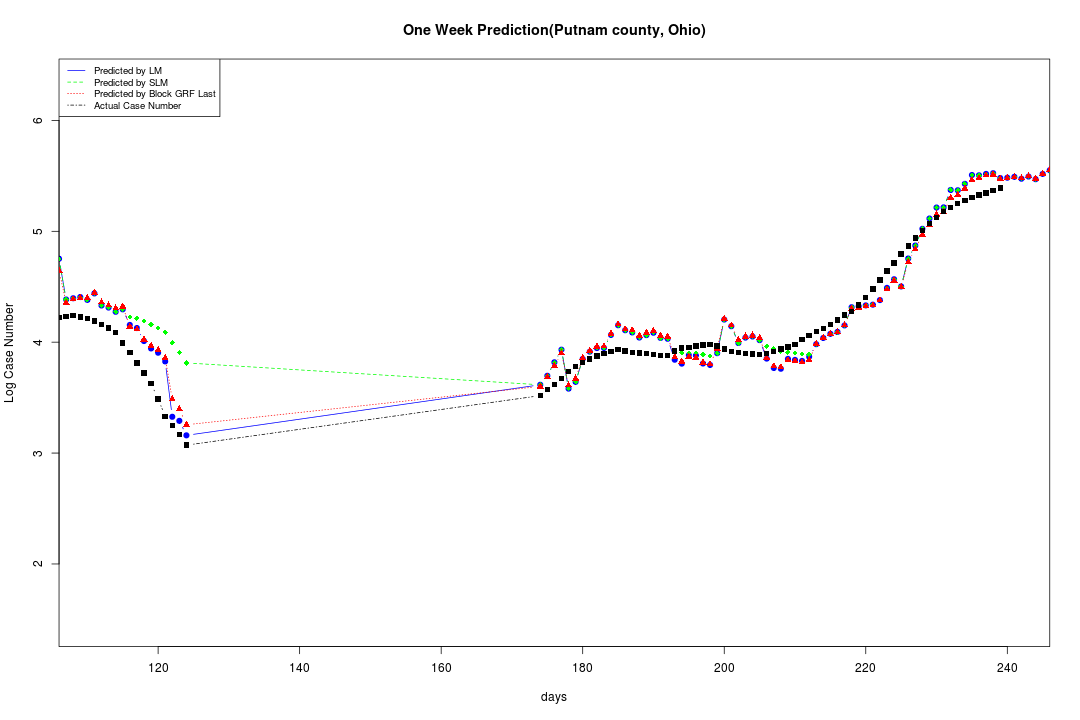 One Week Prediction(Putnam county, Ohio)
Predicted by LM
Predicted by SLM
Predicted by Block GRF Last
Actual Case Number
6
5
4
3
2
Log Case Number
120 140 160 180 200 220 240
days